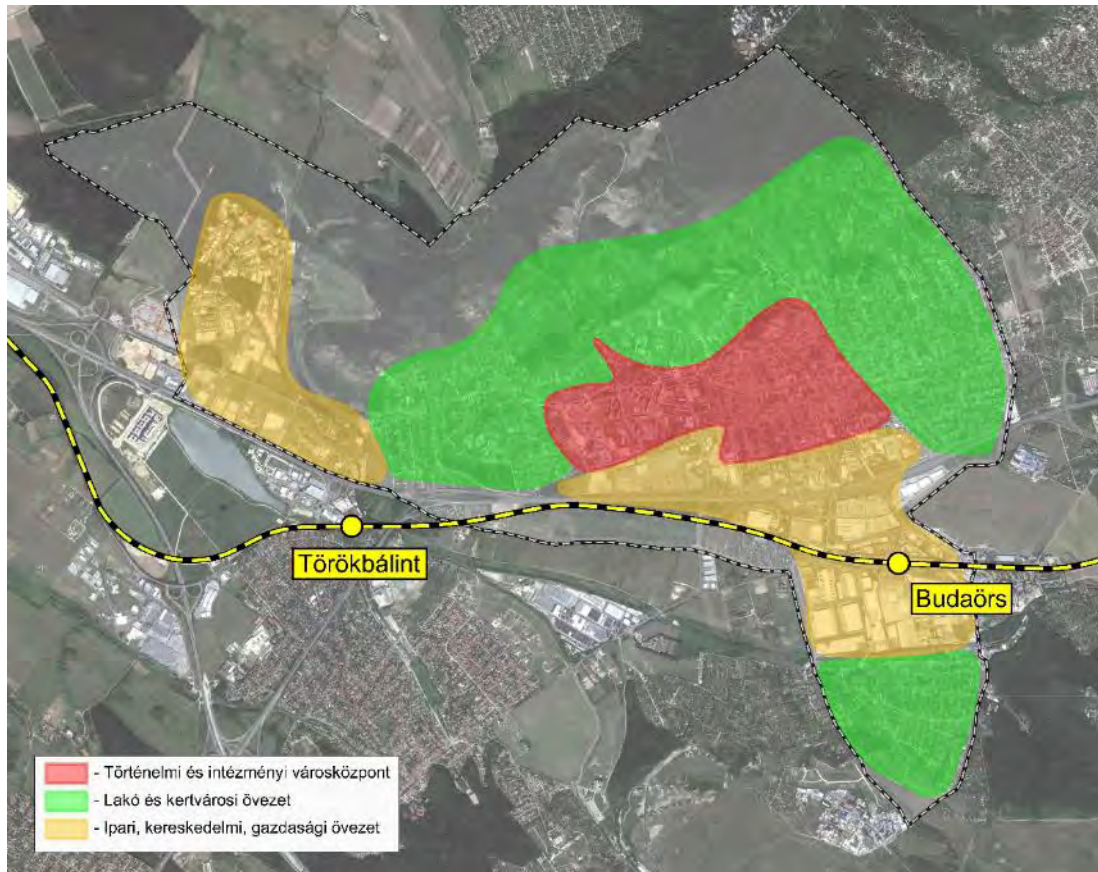 Törökbálint
Budaörs
- Történelmi és intézményi városközpont
- Lakó és kertvárosi övezet
- Ipari, kereskedelmi, gazdasági övezet